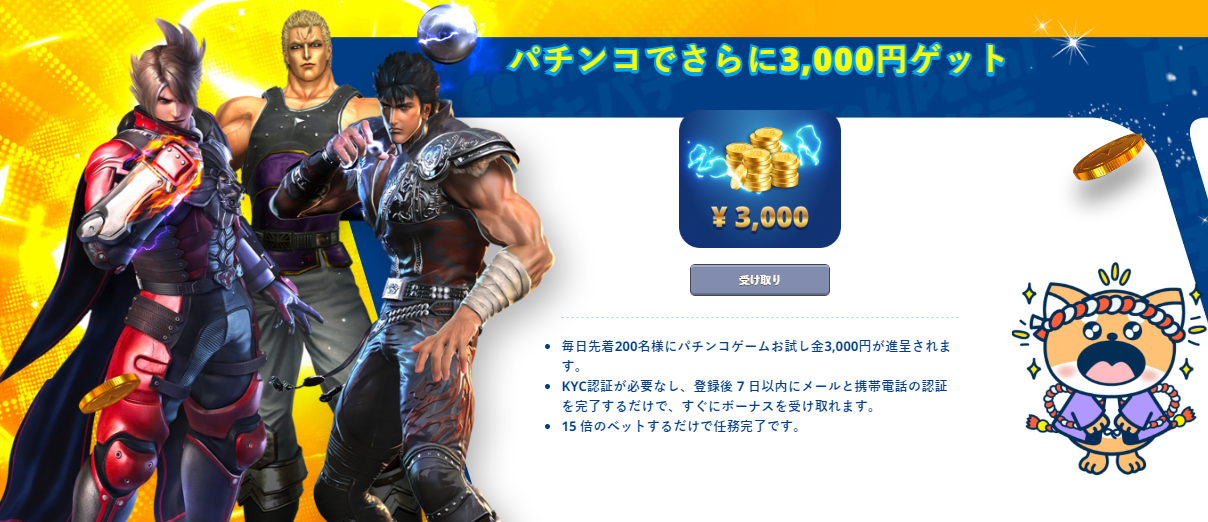 パチンコでさらに3,000円ゲット
¥ 3,000
受け取り
毎日先着200名様にパチンコゲームお試し金3,000円が進呈されま
す。
KYC認証が必要なし、登録後 7 日以内にメールと携帯電話の認証
を完了するだけで、すぐにボーナスを受け取れます。
15 倍のベットするだけで任務完了です。